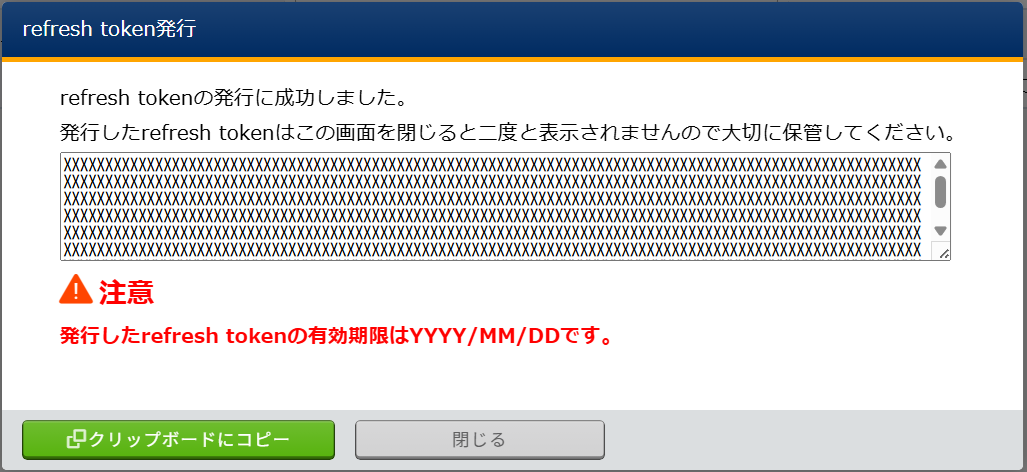 refresh token発行
refresh tokenの発行に成功しました。
発行したrefresh tokenはこの画面を閉じると二度と表示されませんので大切に保管してください。
XXXXXXXXXXXXXXXXXXXXXXXXXXXXXXXXXXXXXXXXXXXXXXXXXXXXXXXXXXXXXXXXXXXXXXXXXXXXXXXXXXXXXXXXXXXXXXXXXXX
XXXXXXXXXXXXXXXXXXXXXXXXXXXXXXXXXXXXXXXXXXXXXXXXXXXXXXXXXXXXXXXXXXXXXXXXXXXXXXXXXXXXXXXXXXXXXXXXXXX
XXXXXXXXXXXXXXXXXXXXXXXXXXXXXXXXXXXXXXXXXXXXXXXXXXXXXXXXXXXXXXXXXXXXXXXXXXXXXXXXXXXXXXXXXXXXXXXXXXX
XXXXXXXXXXXXXXXXXXXXXXXXXXXXXXXXXXXXXXXXXXXXXXXXXXXXXXXXXXXXXXXXXXXXXXXXXXXXXXXXXXXXXXXXXXXXXXXXXXX
XXXXXXXXXXXXXXXXXXXXXXXXXXXXXXXXXXXXXXXXXXXXXXXXXXXXXXXXXXXXXXXXXXXXXXXXXXXXXXXXXXXXXXXXXXXXXXXXXXX
XXXXXXXXXXXXXXXXXXXXXXXXXXXXXXXXXXXXXXXXXXXXXXXXXXXXXXXXXXXXXXXXXXXXXXXXXXXXXXXXXXXXXXXXXXXXXXXXXXX
注意
発行したrefresh tokenの有効期限はYYYY/MM/DDです。
クリップボードにコピー
閉じる